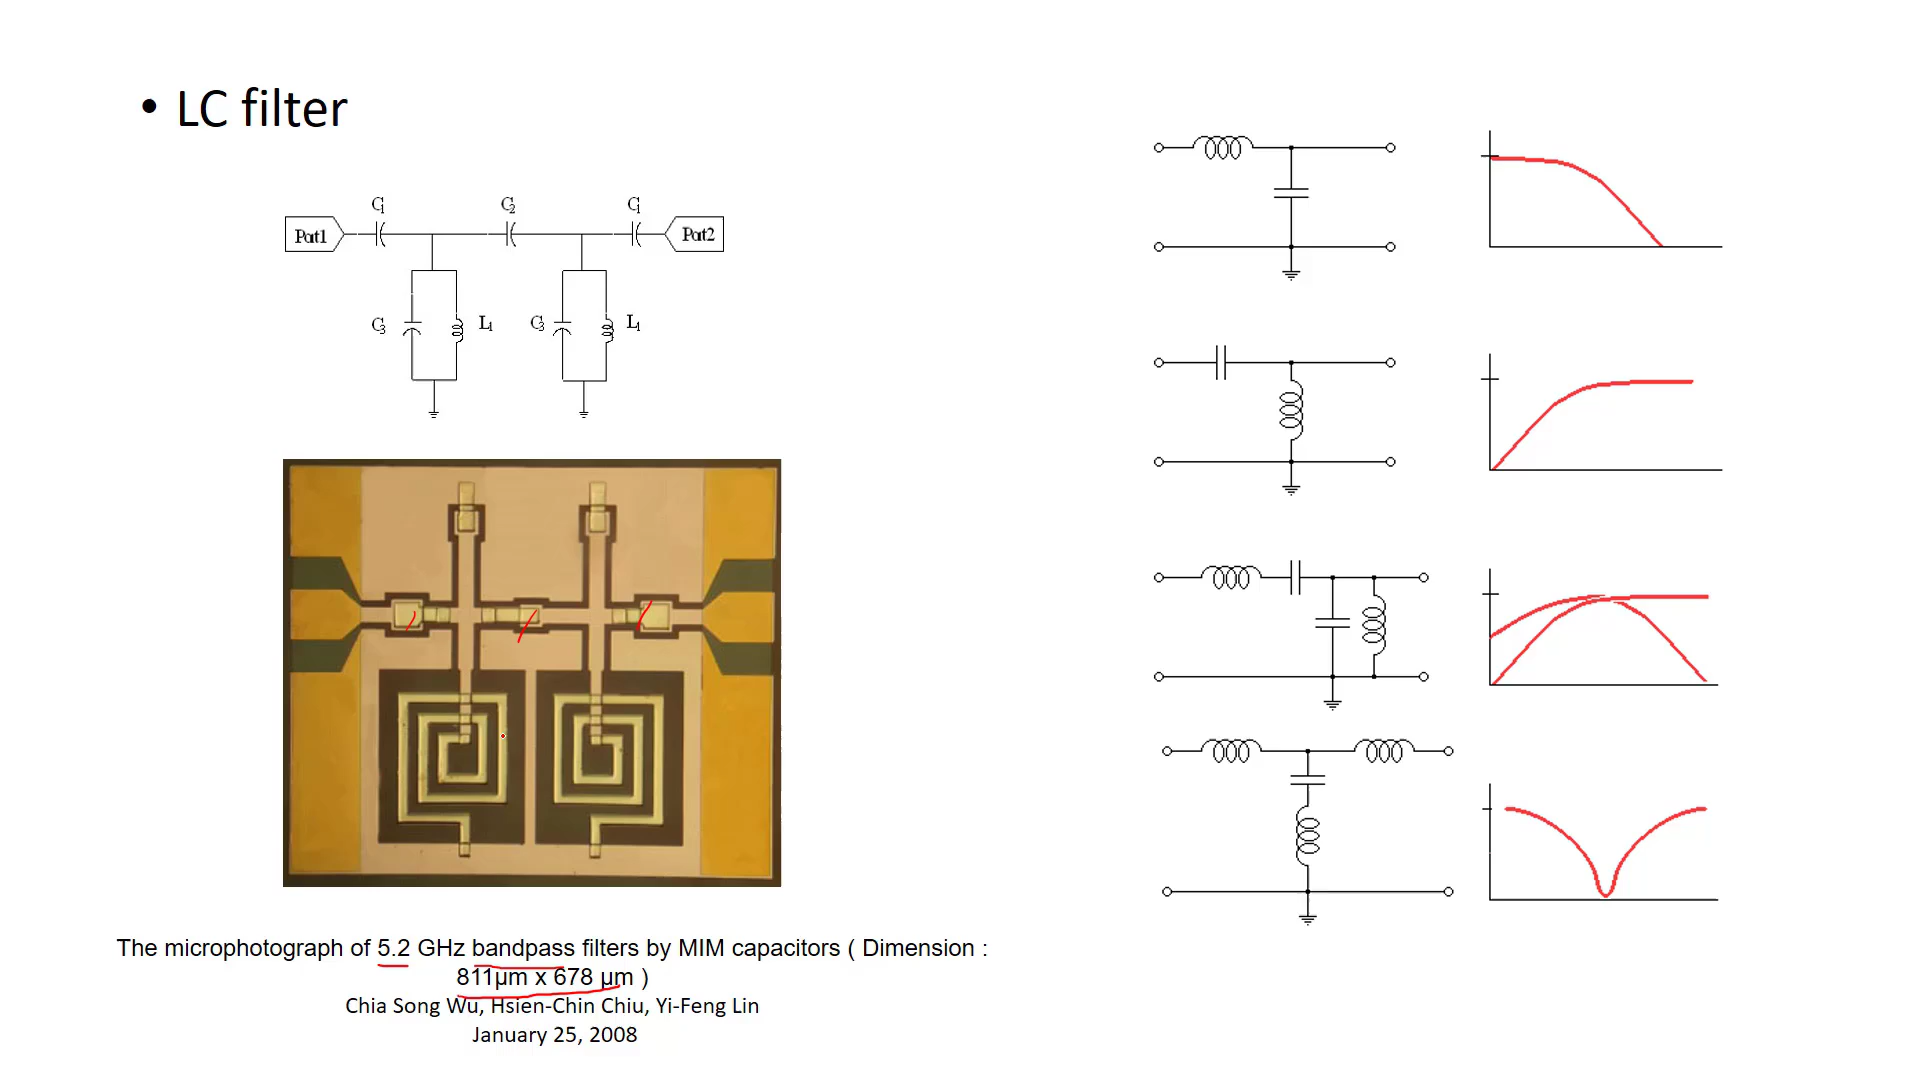 • LC filter
C1 C2 C1
Port1 Port2
C3 L1 C3 L1
The microphotograph of 5.2 GHz bandpass filters by MIM capacitors ( Dimension :
811µm x 678 µm )
Chia Song Wu, Hsien-Chin Chiu, Yi-Feng Lin
January 25, 2008